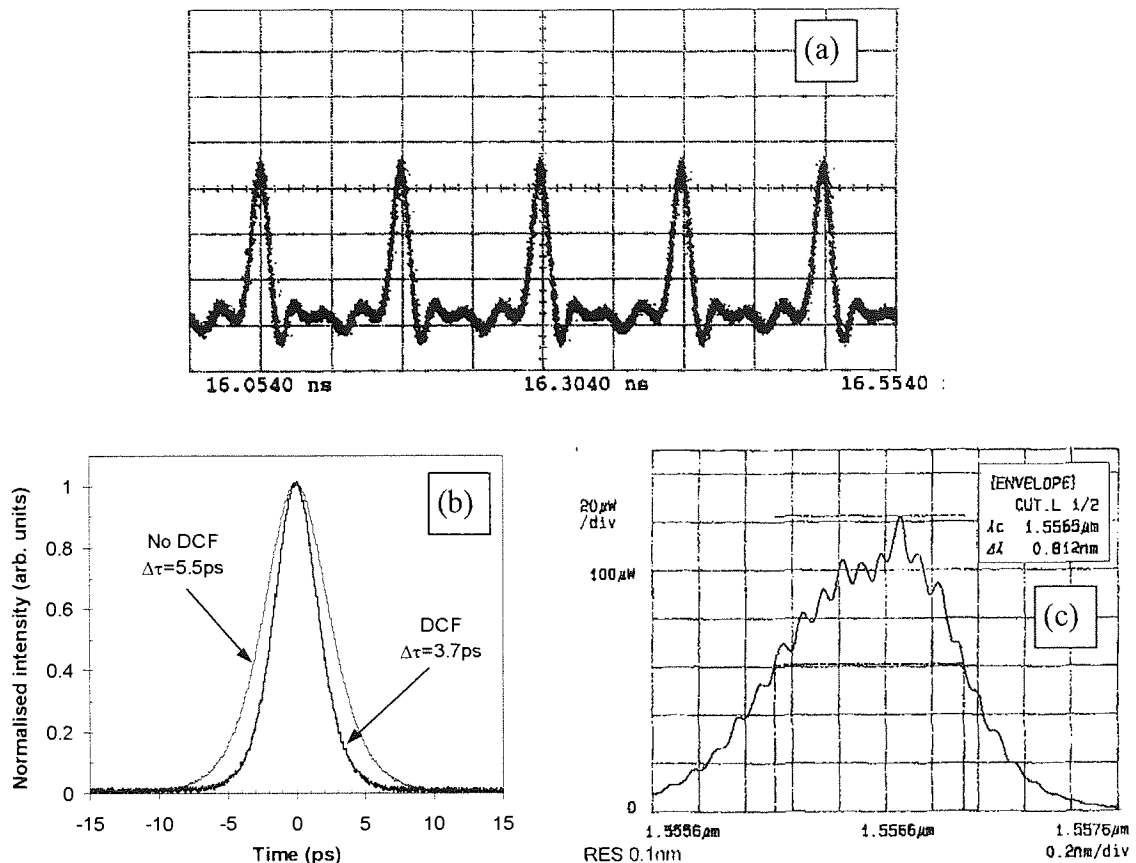 (a)
16.0540 ns
16.3040 ns
16.5540 :
(b)
Normalised intensity (arb. units)
1
0.8
0.6
0.4
0.2
0
No DCF
Δτ=5.5ps
DCF
Δτ=3.7ps
-15 -10 -5 0 5 10 15
Time (ps)
20μW
/div
100μW
0
[ENVELOPE]
CUT.L 1/2
λc 1.5565μm
Δλ 0.812nm
(c)
1.5556μm 1.5566μm 1.5576μm
RES 0.1nm 0.2nm/div